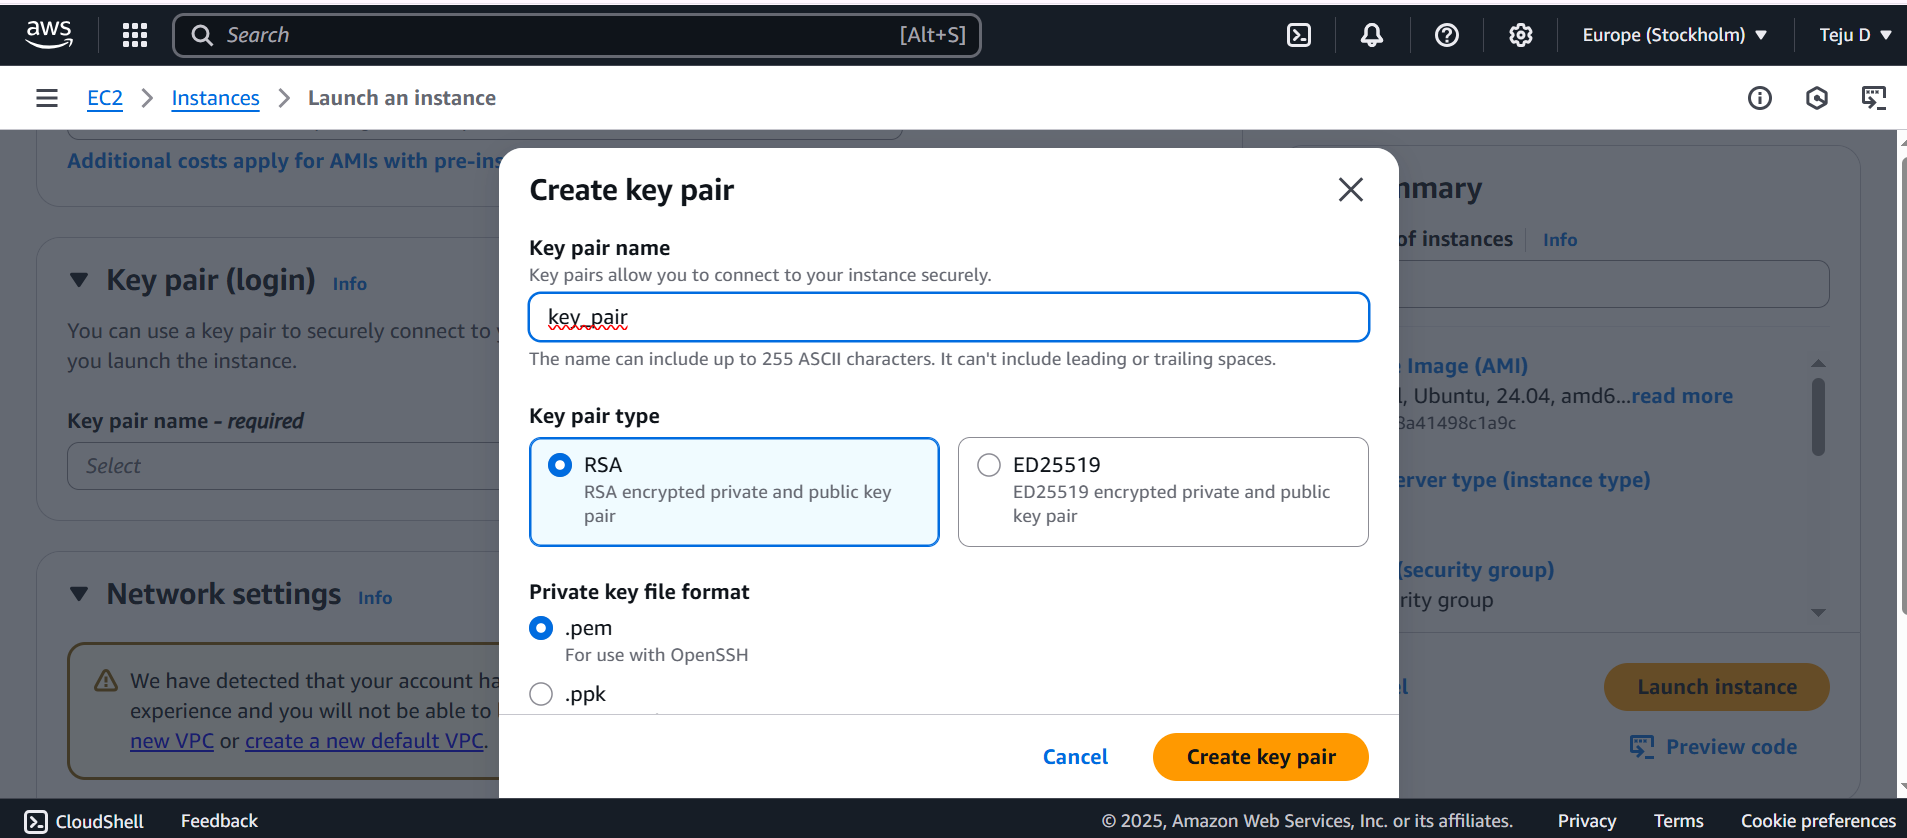 aws
Search [Alt+S]
Europe (Stockholm)
Teju D
EC2 > Instances > Launch an instance
Additional costs apply for AMIs with
Key pair (login) Info
You can use a key pair to securely connect to
you launch the instance.
Key pair name - required
Select
Network settings Info
We have detected that your account
experience and you will not be able to
new VPC or create a new default VPC.
Create key pair
Key pair name
Key pairs allow you to connect to your instance securely.
key_pair
The name can include up to 255 ASCII characters. It can't include leading or trailing spaces.
Key pair type
RSA
RSA encrypted private and public key
pair
ED25519
ED25519 encrypted private and public
key pair
Private key file format
.pem
For use with OpenSSH
.ppk
Cancel
Create key pair
of instances Info
Image (AMI)
Ubuntu, 24.04, amd6...read more
8a41498c1a9c
type (instance type)
(security group)
group
Launch instance
Preview code
CloudShell
Feedback
© 2025, Amazon Web Services, Inc. or its affiliates.
Privacy
Terms
Cookie preferences